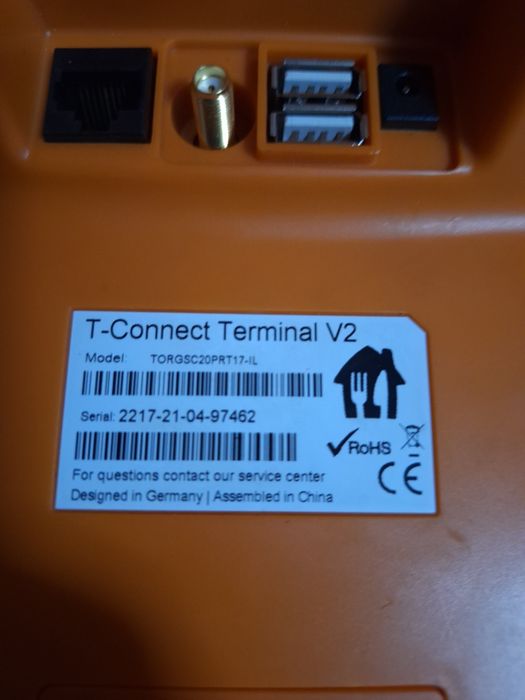 T-Connect Terminal V2
Model: TORGSC20PRT17-IL
Serial: 2217-21-04-97462
RoHS
For questions contact our service center
Designed in Germany | Assembled in China
CE